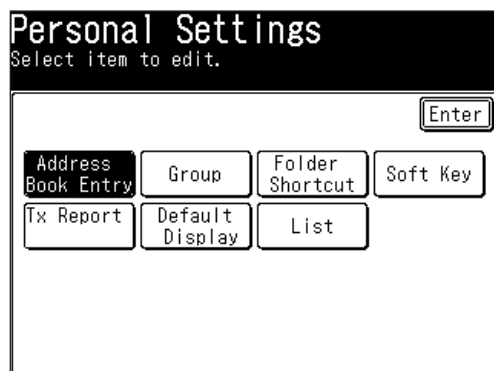 Personal Settings
Select item to edit.
Enter
Address
Book Entry
Group
Folder
Shortcut
Soft Key
Tx Report
Default
Display
List